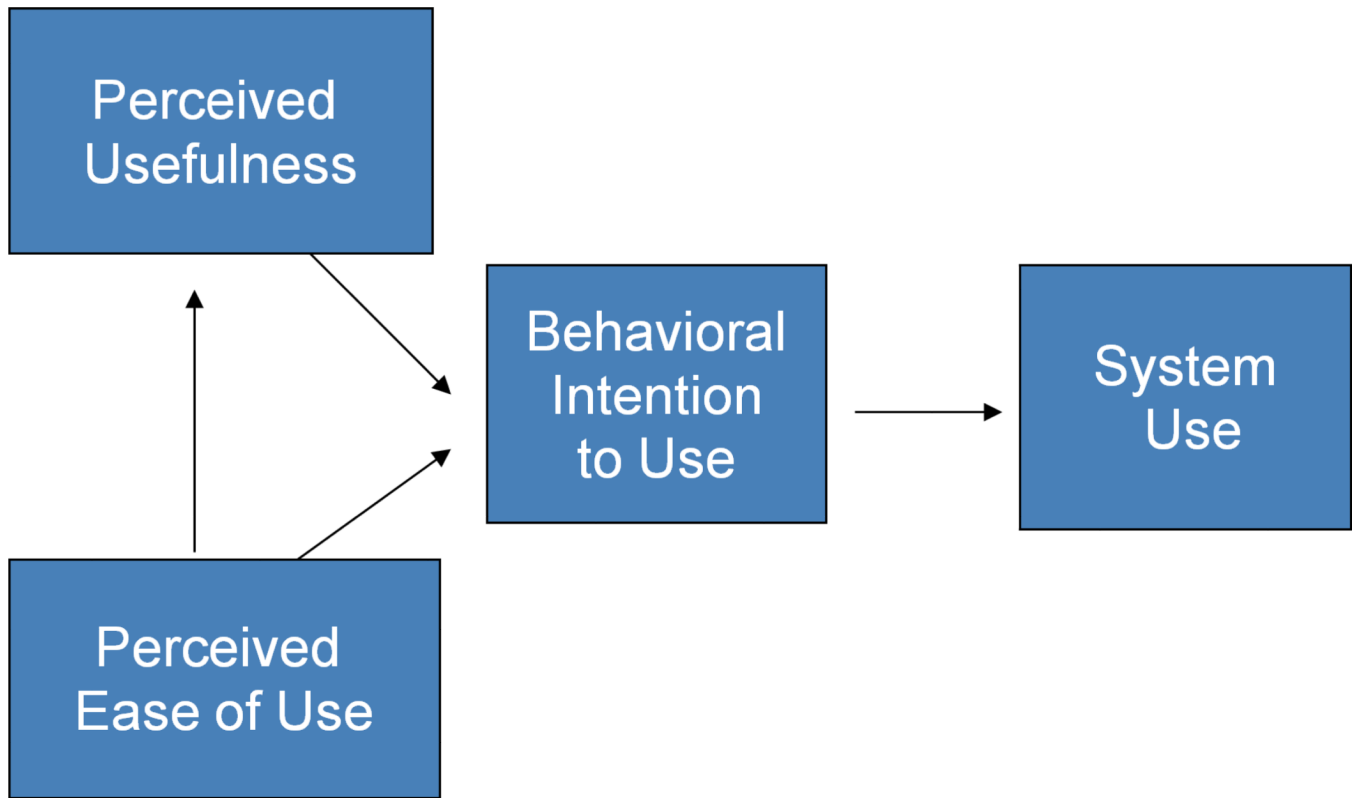 Perceived
Usefulness
Behavioral
Intention
to Use
System
Use
Perceived
Ease of Use